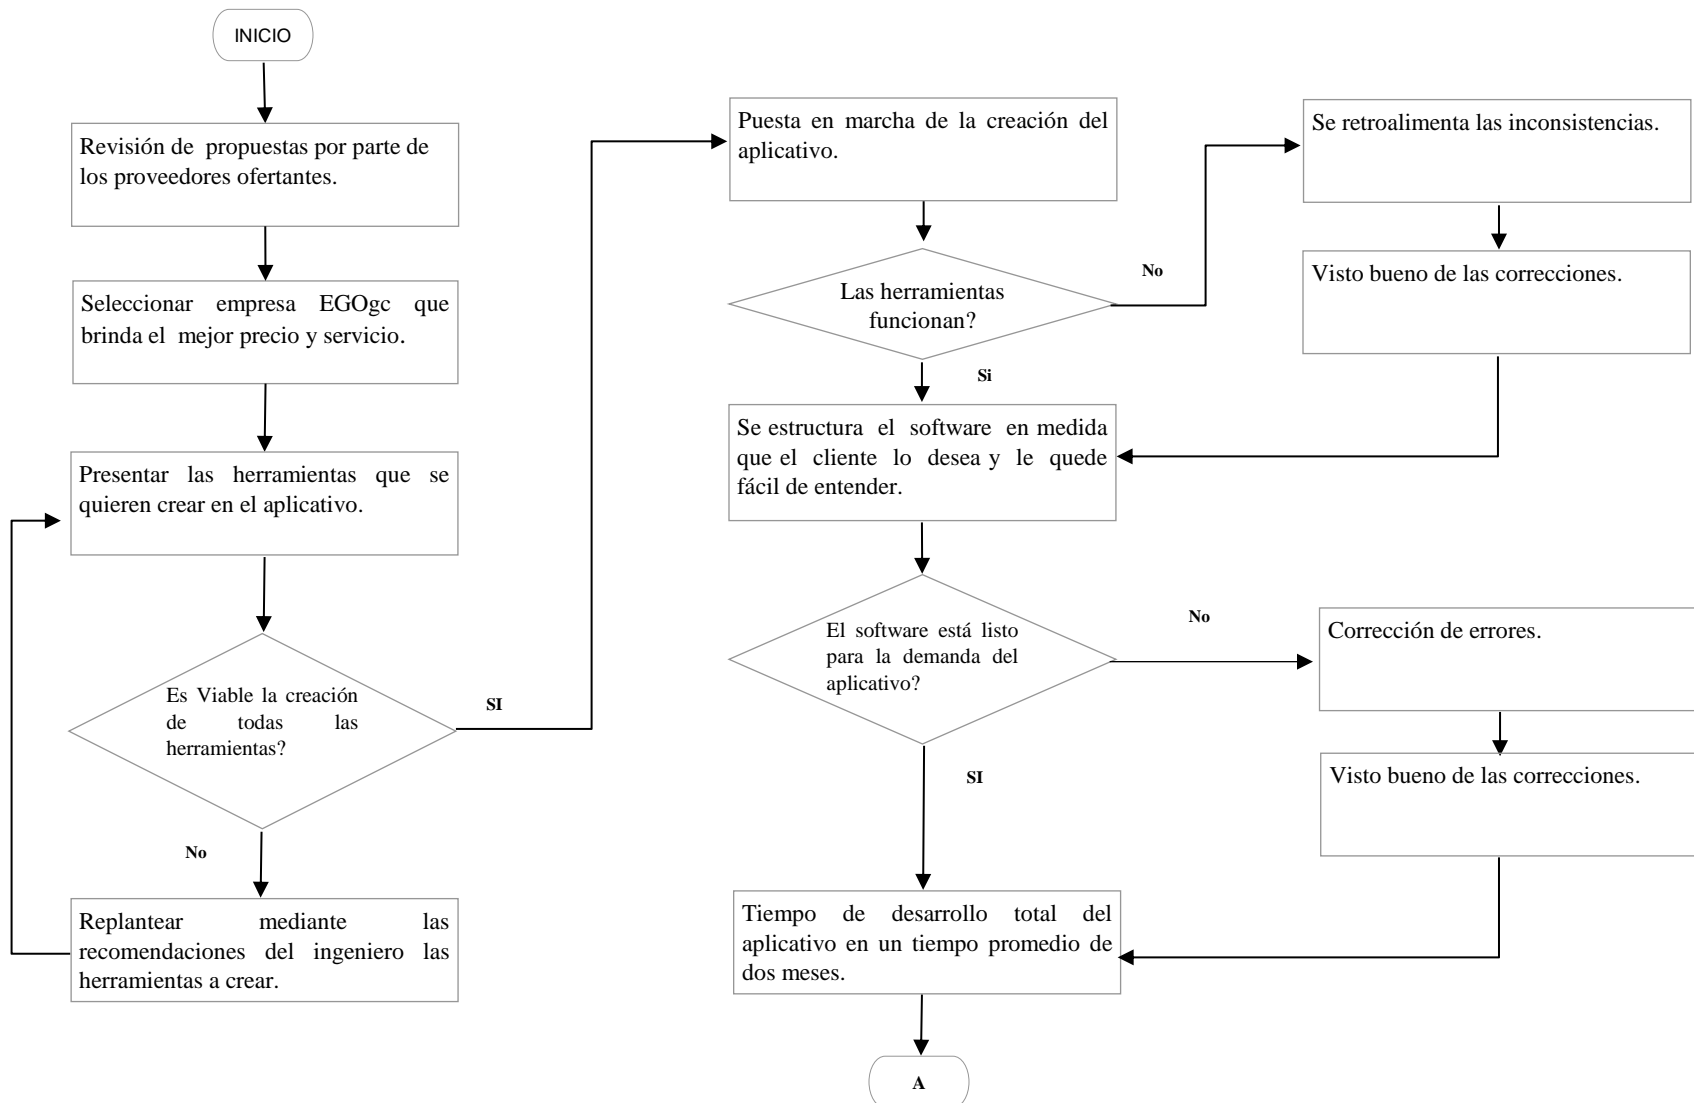 INICIO
Revisión de propuestas por parte de
los proveedores ofertantes.
Seleccionar empresa EGOgc que
brinda el mejor precio y servicio.
Presentar las herramientas que se
quieren crear en el aplicativo.
Es Viable la creación
de todas las
herramientas?
SI
No
Replantear mediante las
recomendaciones del ingeniero las
herramientas a crear.
Puesta en marcha de la creación del
aplicativo.
Las herramientas
funcionan?
No
Si
Se retroalimenta las inconsistencias.
Visto bueno de las correcciones.
Se estructura el software en medida
que el cliente lo desea y le quede
fácil de entender.
El software está listo
para la demanda del
aplicativo?
No
SI
Corrección de errores.
Visto bueno de las correcciones.
Tiempo de desarrollo total del
aplicativo en un tiempo promedio de
dos meses.
A